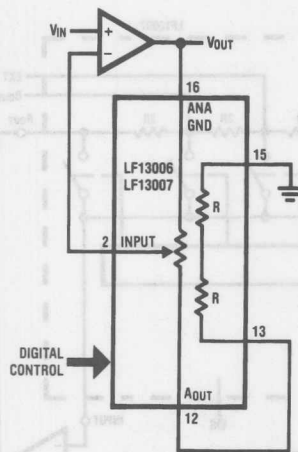 VIN
+
VOUT
−
16
ANA
GND
15
LF13006
LF13007
R
2 INPUT
R
13
DIGITAL
CONTROL
AOUT
12